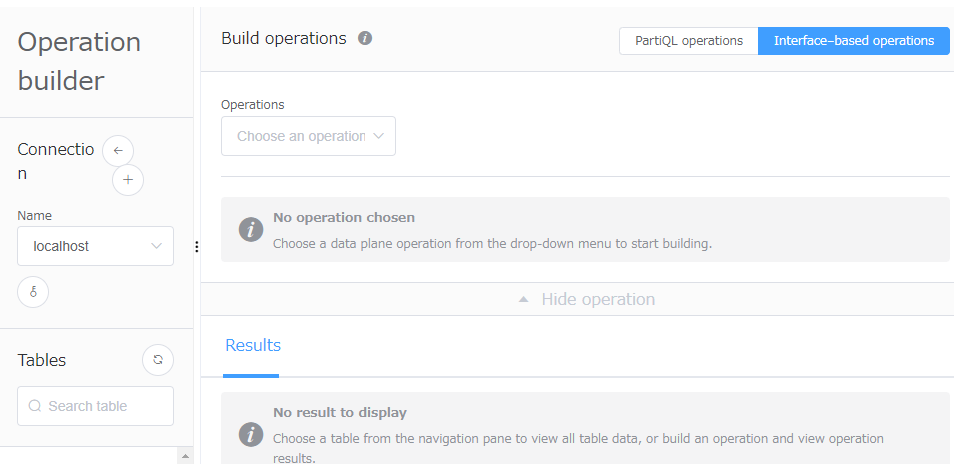 Operation
builder
Connectio
n
Name
localhost
Tables
Search table
Build operations
PartiQL operations
Interface-based operations
Operations
Choose an operation
No operation chosen
Choose a data plane operation from the drop-down menu to start building.
Hide operation
Results
No result to display
Choose a table from the navigation pane to view all table data, or build an operation and view operation
results.